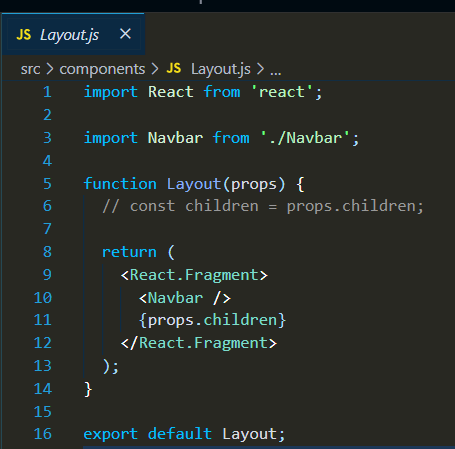 JS Layout.js ×
src > components > JS Layout.js > ...
1 import React from 'react';
2
3 import Navbar from './Navbar';
4
5 function Layout(props) {
6 // const children = props.children;
7
8 return (
9 <React.Fragment>
10 <Navbar />
11 {props.children}
12 </React.Fragment>
13 );
14 }
15
16 export default Layout;